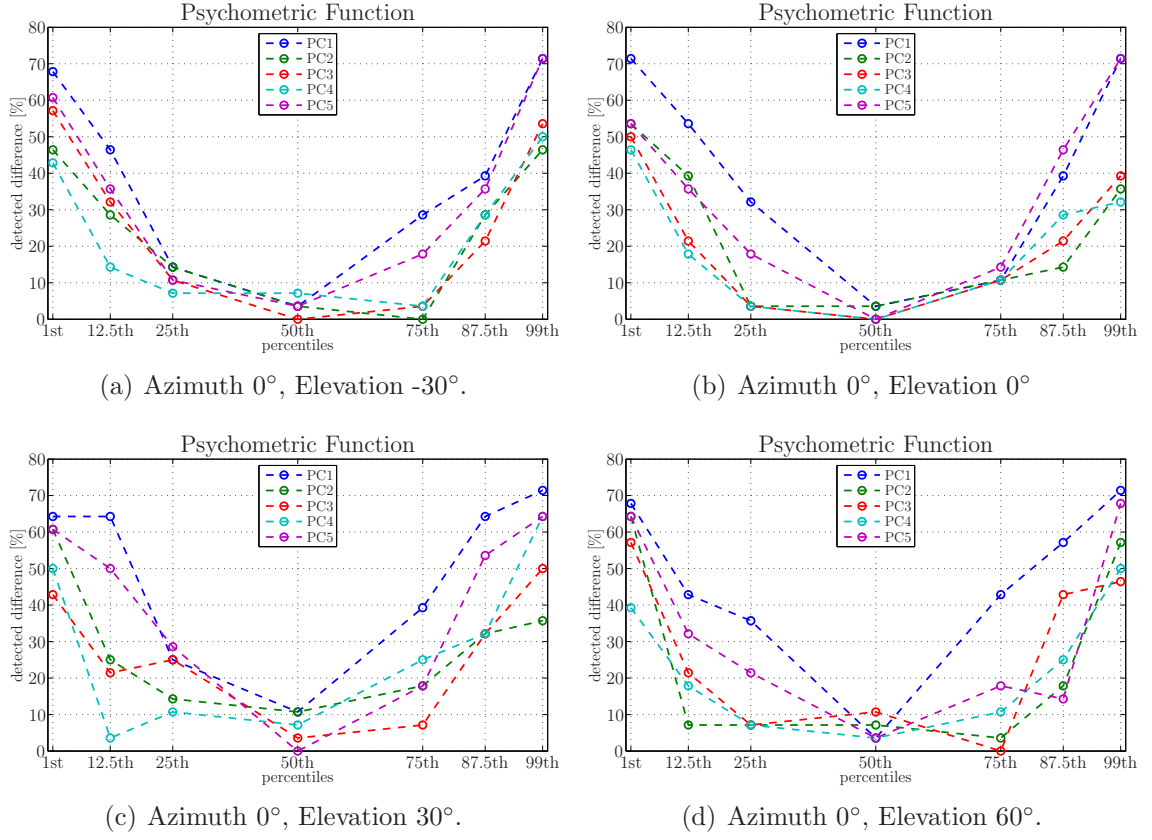 Psychometric Function
80
70
60
50
40
30
20
10
0
detected difference [%]
PC1
PC2
PC3
PC4
PC5
1st 12.5th 25th 50th 75th 87.5th 99th
percentiles
(a) Azimuth 0°, Elevation -30°.
Psychometric Function
80
70
60
50
40
30
20
10
0
detected difference [%]
PC1
PC2
PC3
PC4
PC5
1st 12.5th 25th 50th 75th 87.5th 99th
percentiles
(b) Azimuth 0°, Elevation 0°
Psychometric Function
80
70
60
50
40
30
20
10
0
detected difference [%]
PC1
PC2
PC3
PC4
PC5
1st 12.5th 25th 50th 75th 87.5th 99th
percentiles
(c) Azimuth 0°, Elevation 30°.
Psychometric Function
80
70
60
50
40
30
20
10
0
detected difference [%]
PC1
PC2
PC3
PC4
PC5
1st 12.5th 25th 50th 75th 87.5th 99th
percentiles
(d) Azimuth 0°, Elevation 60°.